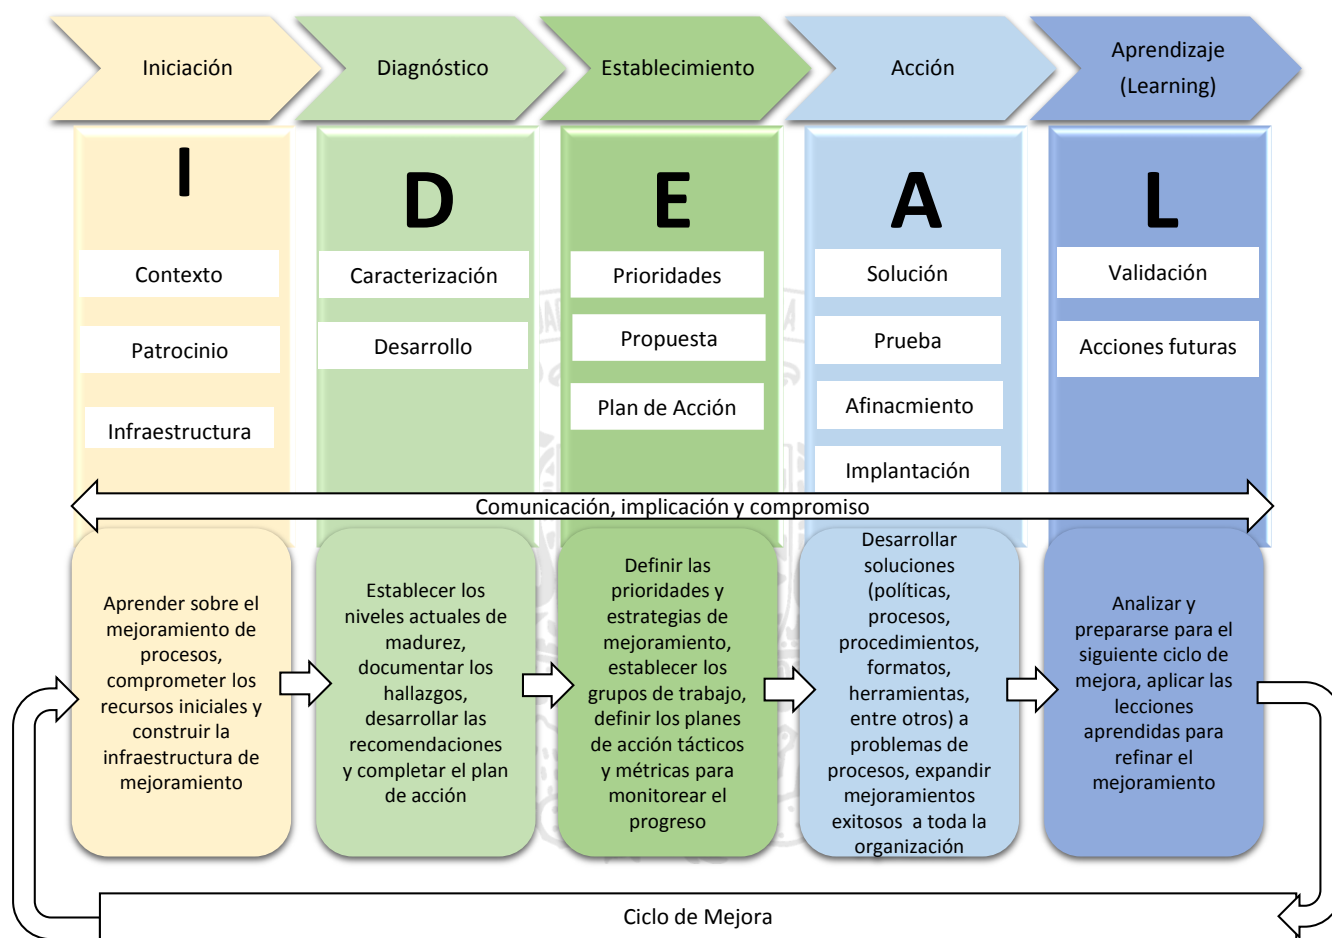 Iniciación
Diagnóstico
Establecimiento
Acción
Aprendizaje
(Learning)
I
D
E
A
L
Contexto
Patrocinio
Infraestructura
Caracterización
Desarrollo
Prioridades
Propuesta
Plan de Acción
Solución
Prueba
Afinacmiento
Implantación
Validación
Acciones futuras
Comunicación, implicación y compromiso
Aprender sobre el
mejoramiento de
procesos,
comprometer los
recursos iniciales y
construir la
infraestructura de
mejoramiento
Establecer los
niveles actuales de
madurez,
documentar los
hallazgos,
desarrollar las
recomendaciones
y completar el plan
de acción
Definir las
prioridades y
estrategias de
mejoramiento,
establecer los
grupos de trabajo,
definir los planes
de acción tácticos
y métricas para
monitorear el
progreso
Desarrollar
soluciones
(políticas,
procesos,
procedimientos,
formatos,
herramientas,
entre otros) a
problemas de
procesos, expandir
mejoramientos
exitosos a toda la
organización
Analizar y
prepararse para el
siguiente ciclo de
mejora, aplicar las
lecciones
aprendidas para
refinar el
mejoramiento
Ciclo de Mejora